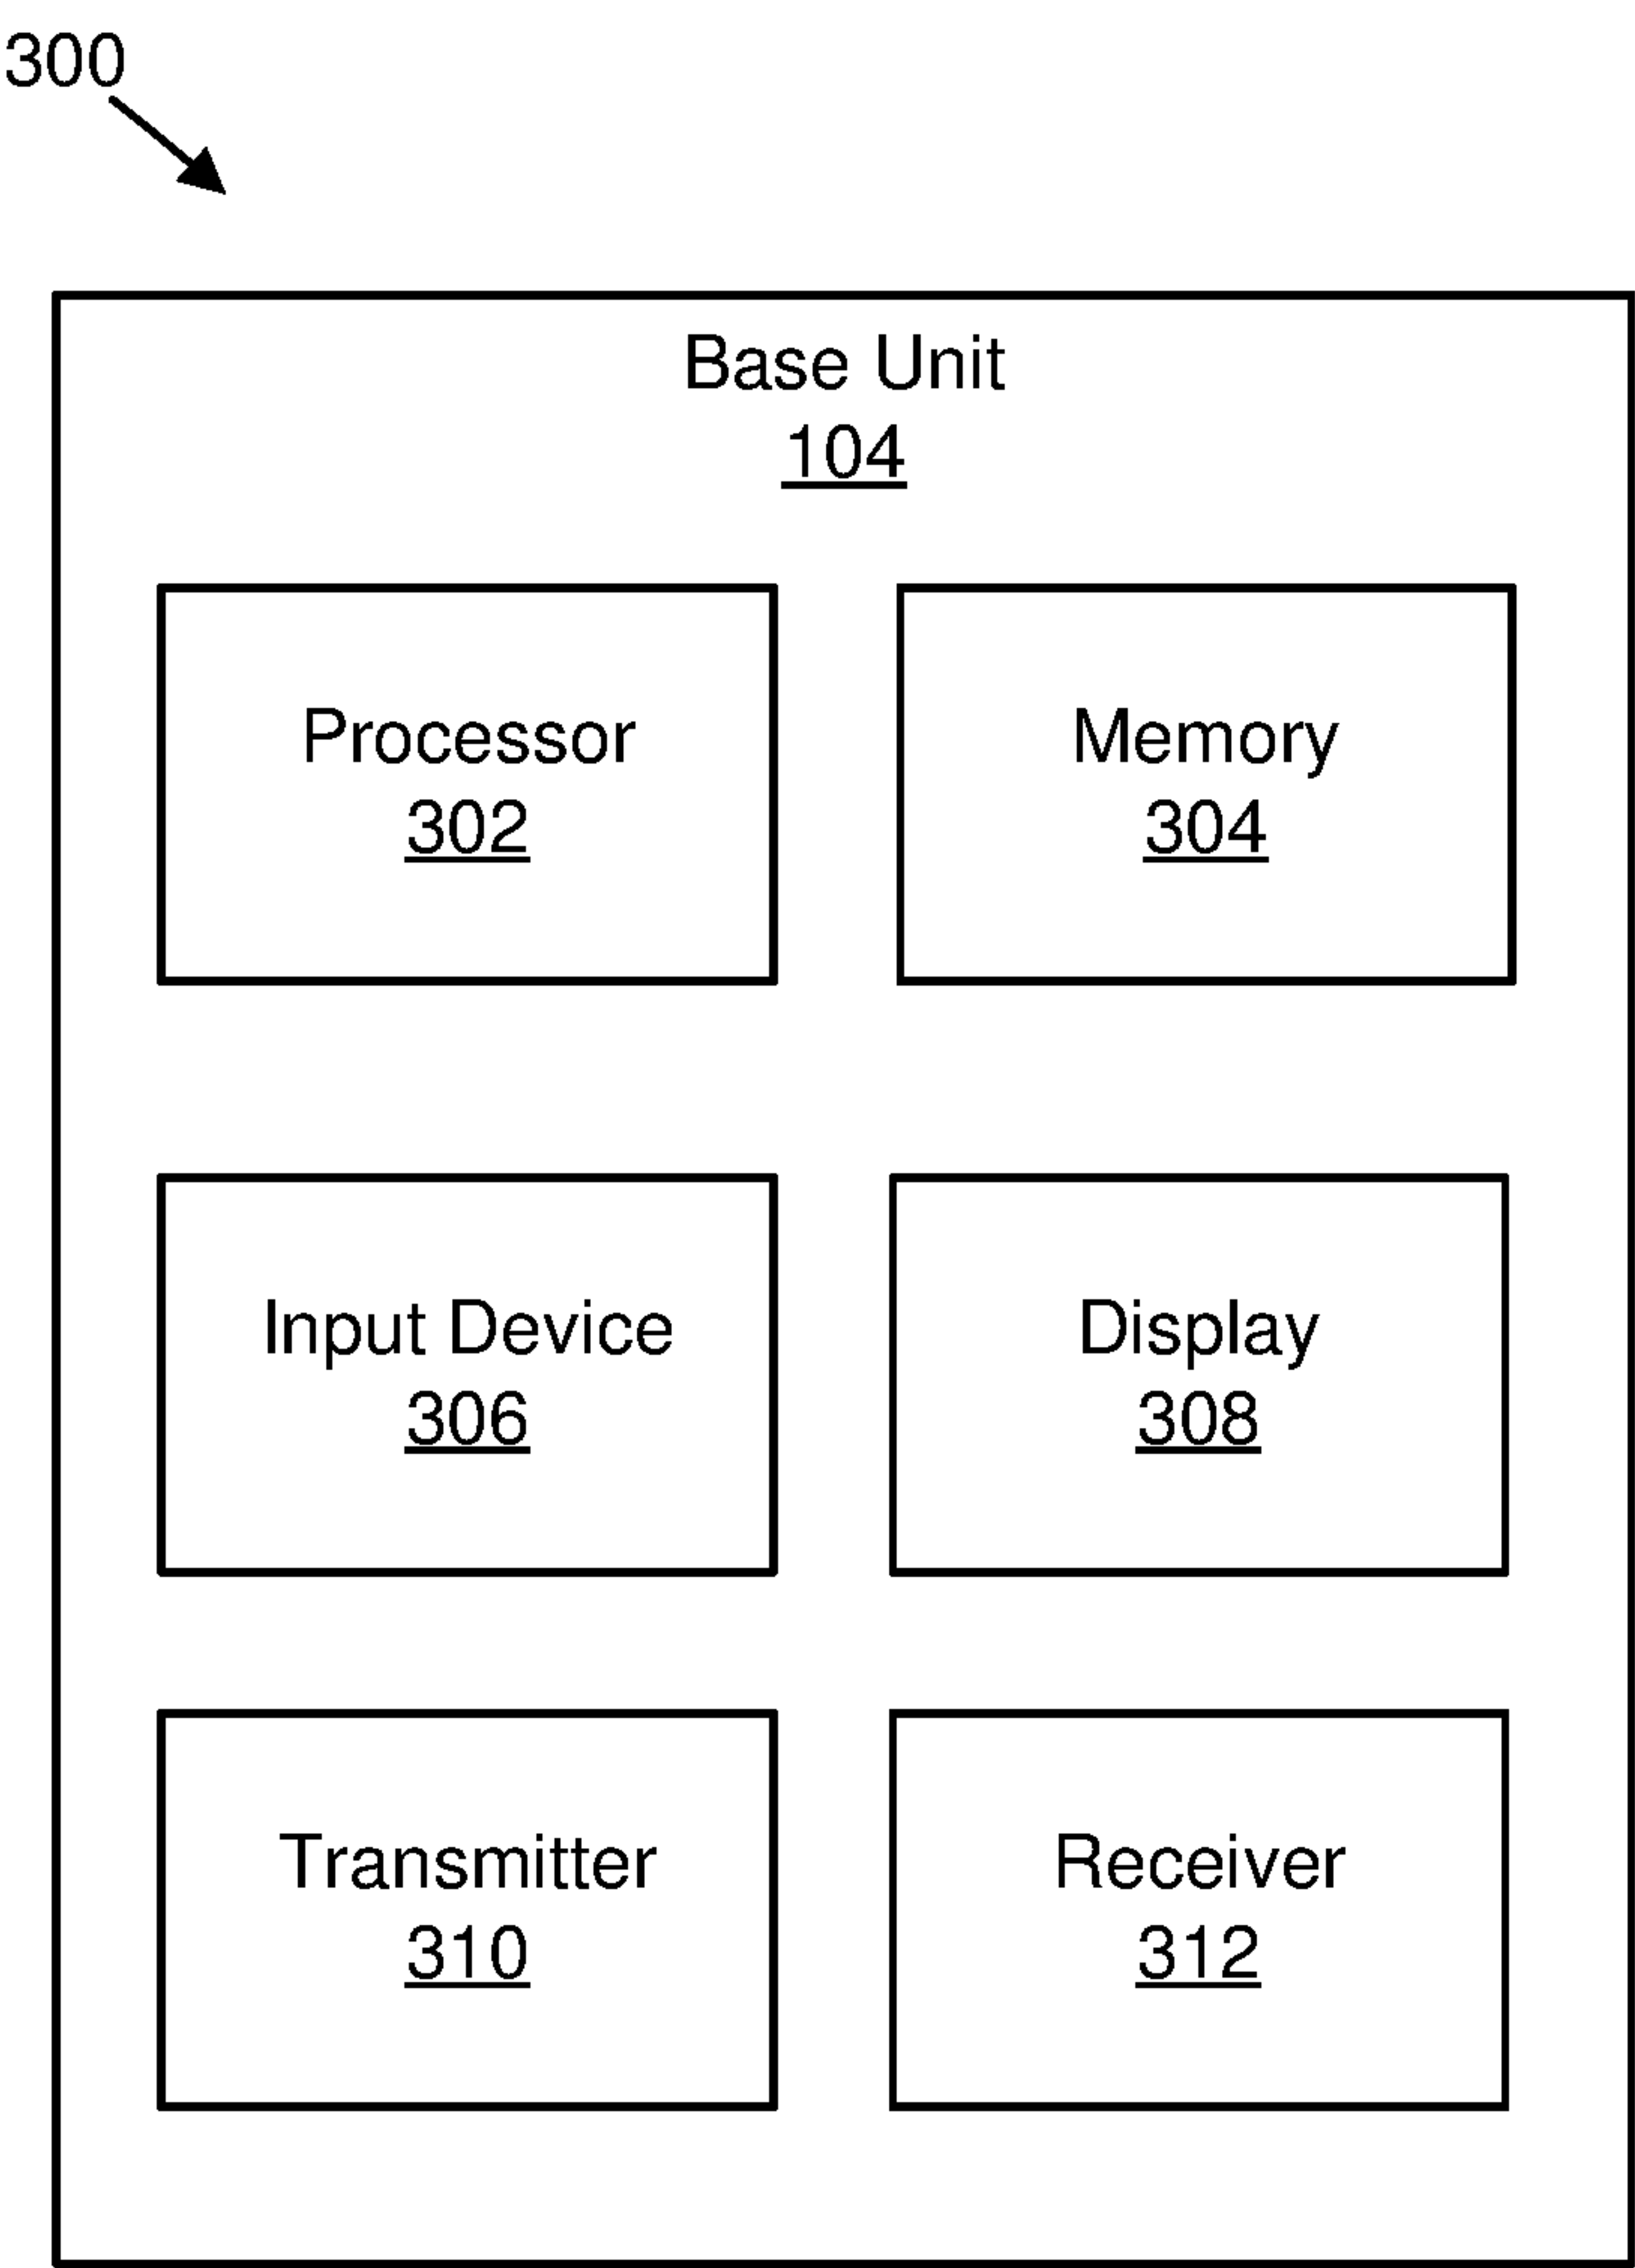 300
Base Unit
104
Processor
302
Memory
304
Input Device
306
Display
308
Transmitter
310
Receiver
312